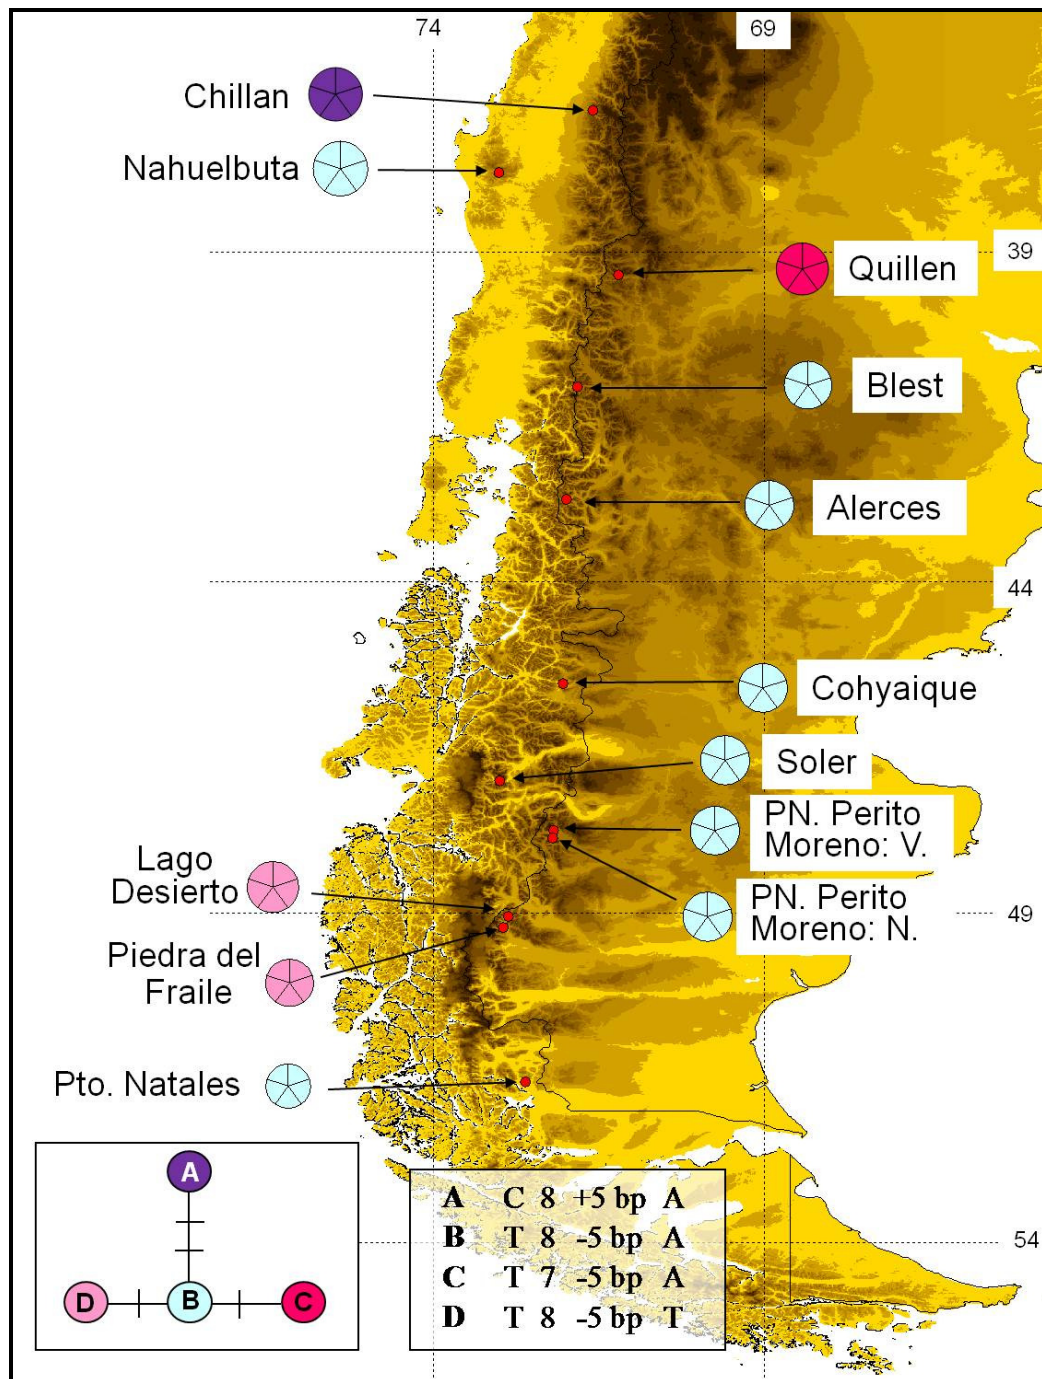 74
69
Chillan
Nahuelbuta
39
Quillen
Blest
Alerces
44
Cohyaique
Soler
PN. Perito
Moreno: V.
Lago
Desierto
PN. Perito
Moreno: N.
49
Piedra del
Fraile
Pto. Natales
A
D B C
A C 8 +5 bp A
B T 8 -5 bp A
C T 7 -5 bp A
D T 8 -5 bp T
54